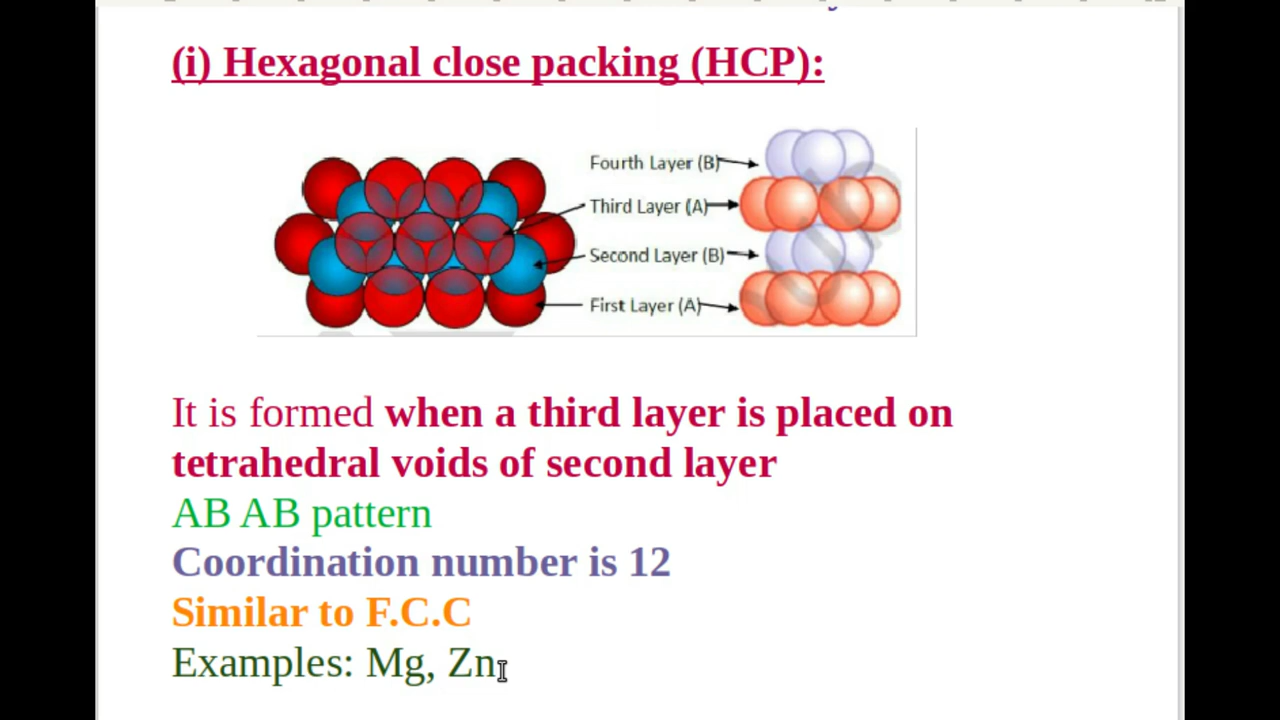 (i) Hexagonal close packing (HCP):
Fourth Layer (B)
Third Layer (A)
Second Layer (B)
First Layer (A)
It is formed when a third layer is placed on
tetrahedral voids of second layer
AB AB pattern
Coordination number is 12
Similar to F.C.C
Examples: Mg, Zn